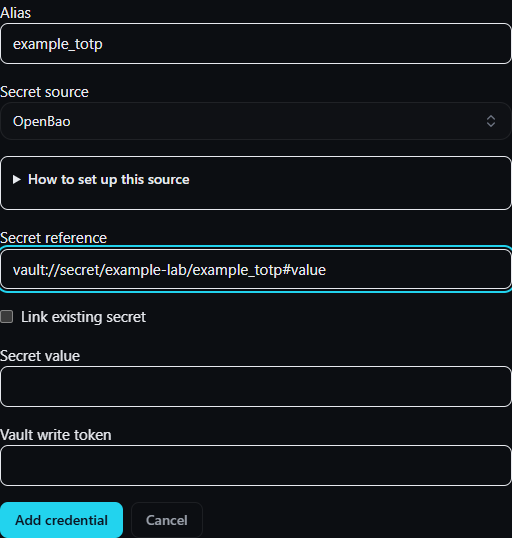 Alias
example_totp
Secret source
OpenBao
How to set up this source
Secret reference
vault://secret/example-lab/example_totp#value
Link existing secret
Secret value
Vault write token
Add credential Cancel